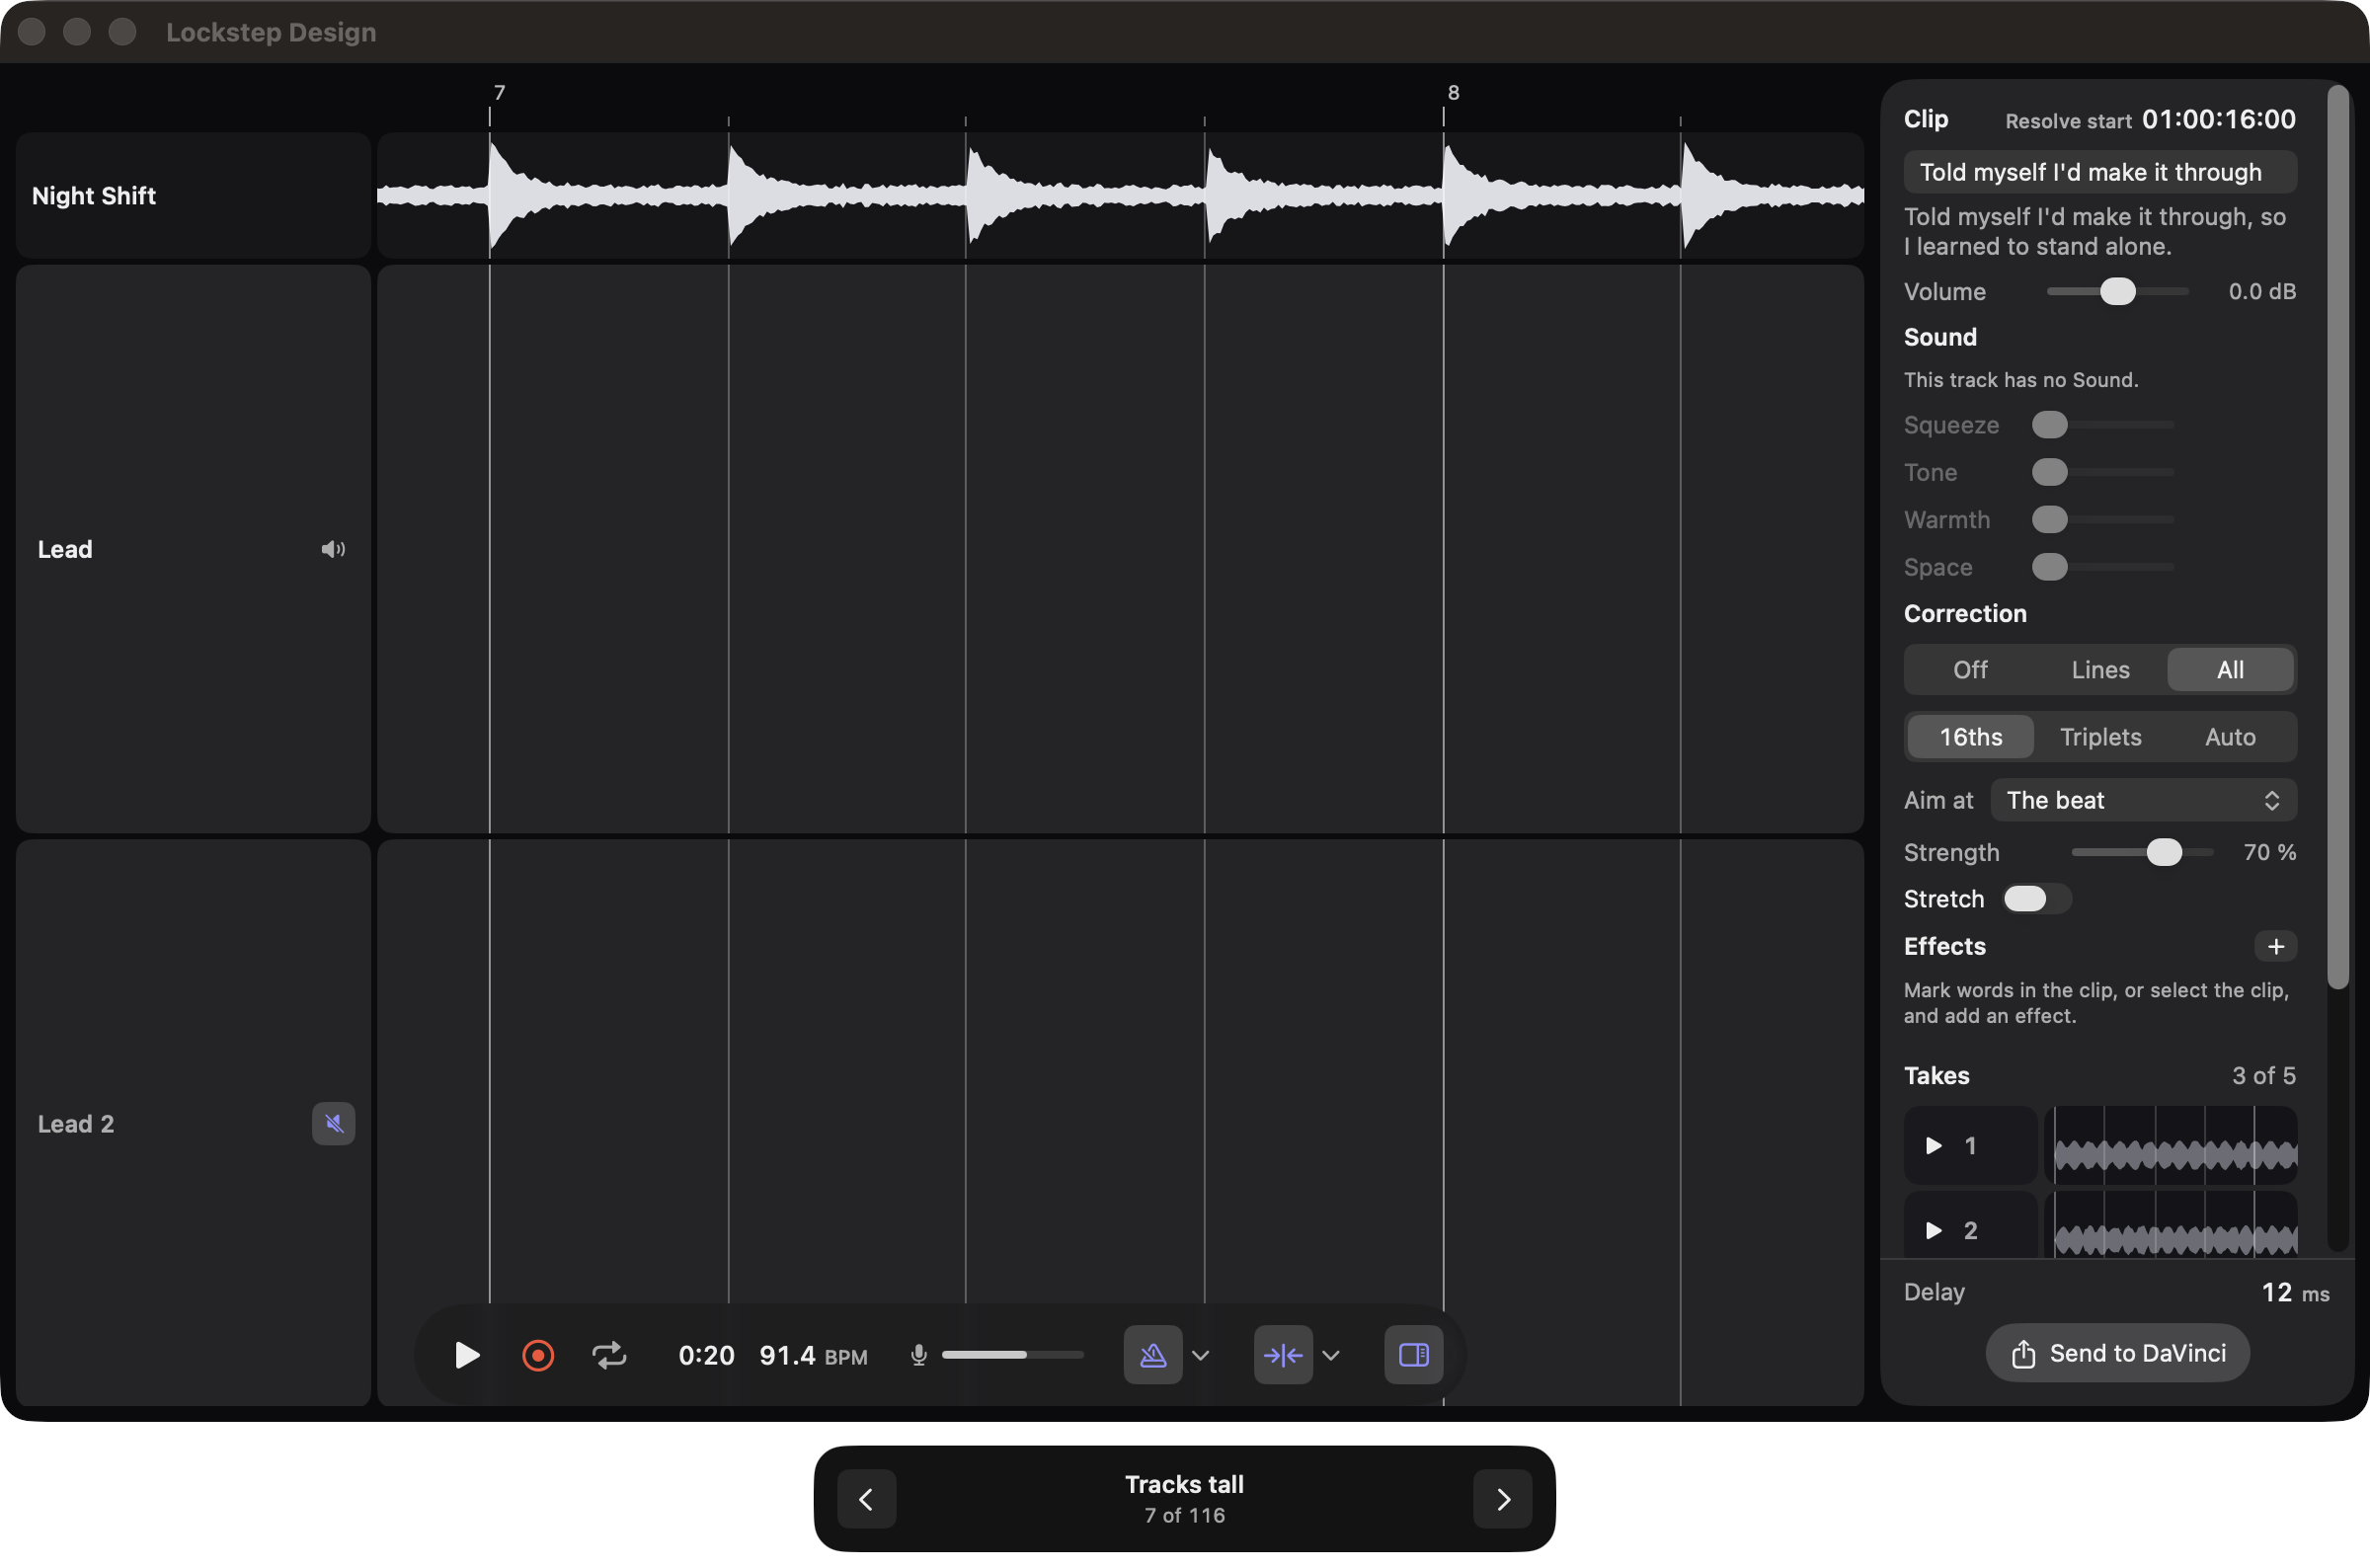 Lockstep Design
7
8
Night Shift
Lead
Lead 2
0:20 91.4 BPM
Clip Resolve start 01:00:16:00
Told myself I'd make it through
Told myself I'd make it through, so
I learned to stand alone.
Volume 0.0 dB
Sound
This track has no Sound.
Squeeze
Tone
Warmth
Space
Correction
Off Lines All
16ths Triplets Auto
Aim at The beat
Strength 70 %
Stretch
Effects +
Mark words in the clip, or select the clip,
and add an effect.
Takes 3 of 5
1
2
Delay 12 ms
Send to DaVinci
Tracks tall
7 of 116